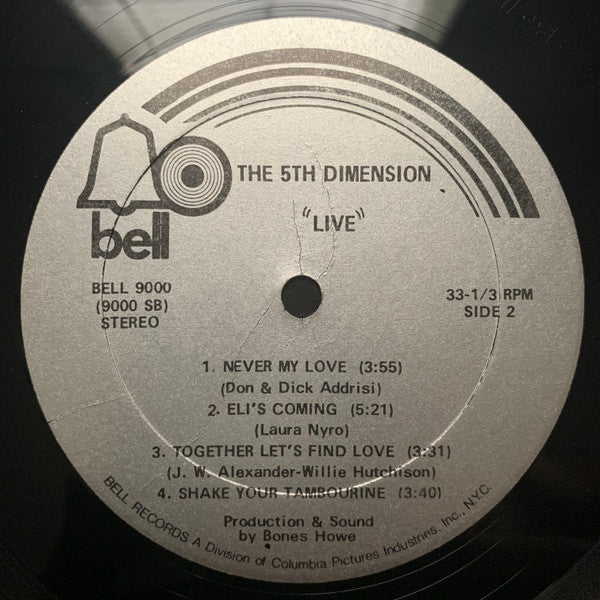 THE 5TH DIMENSION
"LIVE"
bell
BELL 9000
(9000 SB)
STEREO
33-1/3 RPM
SIDE 2
1. NEVER MY LOVE (3:55)
(Don & Dick Addrisi)
2. ELI'S COMING (5:21)
(Laura Nyro)
3. TOGETHER LET'S FIND LOVE (3:31)
(J. W. Alexander-Willie Hutchison)
4. SHAKE YOUR TAMBOURINE (3:40)
Production & Sound
by Bones Howe
BELL RECORDS A Division of Columbia Pictures Industries, Inc., N.Y.C.